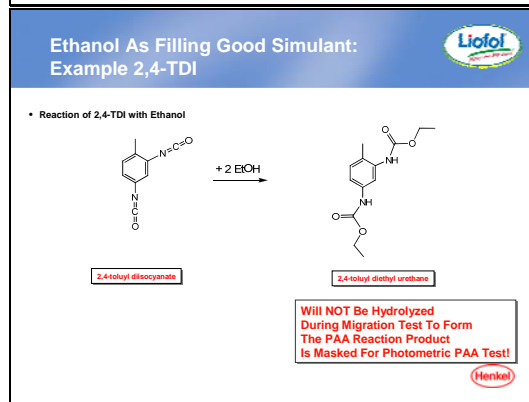 Ethanol As Filling Good Simulant:
Example 2,4-TDI
Liofol
• Reaction of 2,4-TDI with Ethanol
N
C
O
N
C
O
+ 2 EtOH
O
O
NH
NH
O
O
2,4-toluyl diisocyanate
2,4-toluyl diethyl urethane
Will NOT Be Hydrolyzed
During Migration Test To Form
The PAA Reaction Product
Is Masked For Photometric PAA Test!
Henkel